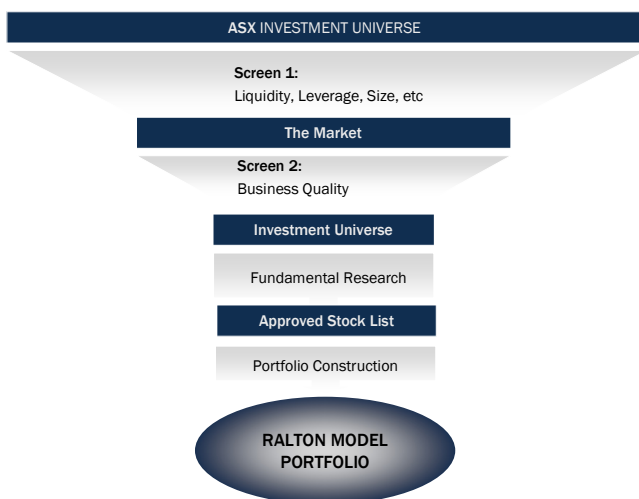 ASX INVESTMENT UNIVERSE
Screen 1:
Liquidity, Leverage, Size, etc
The Market
Screen 2:
Business Quality
Investment Universe
Fundamental Research
Approved Stock List
Portfolio Construction
RALTON MODEL
PORTFOLIO